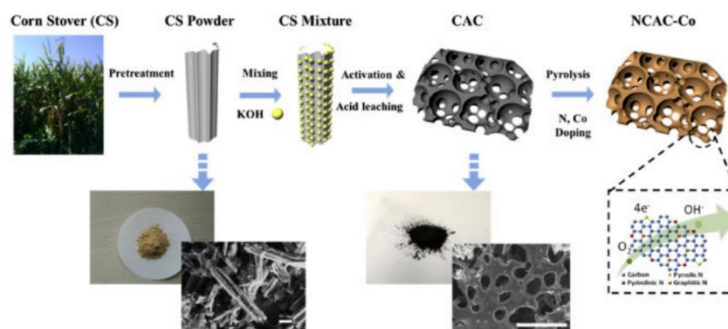 Corn Stover (CS)
CS Powder
CS Mixture
CAC
NCAC-Co
Pretreatment
Mixing
KOH
Activation &
Acid leaching
Pyrolysis
N, Co
Doping
4e⁻
OH⁻
Carbon
Pyrrolic N
Pyridinic N
Graphitic N